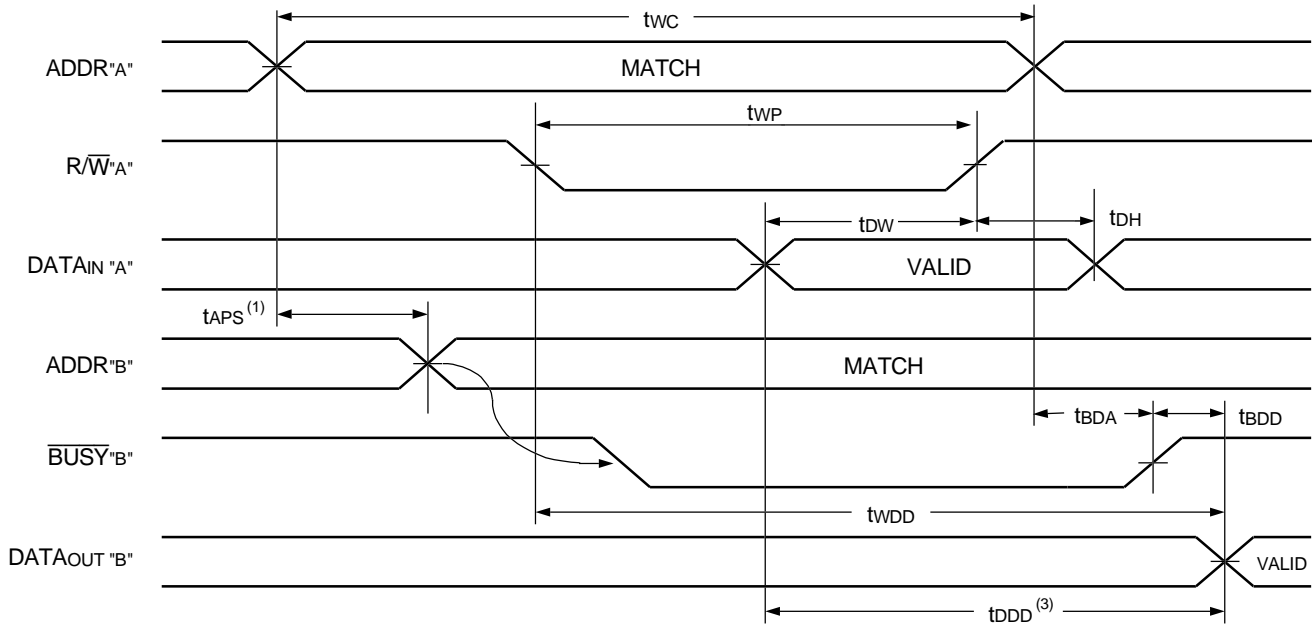 tWC
ADDR"A" MATCH
tWP
R/W̅"A"
tDW tDH
DATAIN "A" VALID
tAPS (1)
ADDR"B" MATCH
tBDA tBDD
B̅U̅S̅Y̅"B"
tWDD
DATAOUT "B" VALID
tDDD (3)